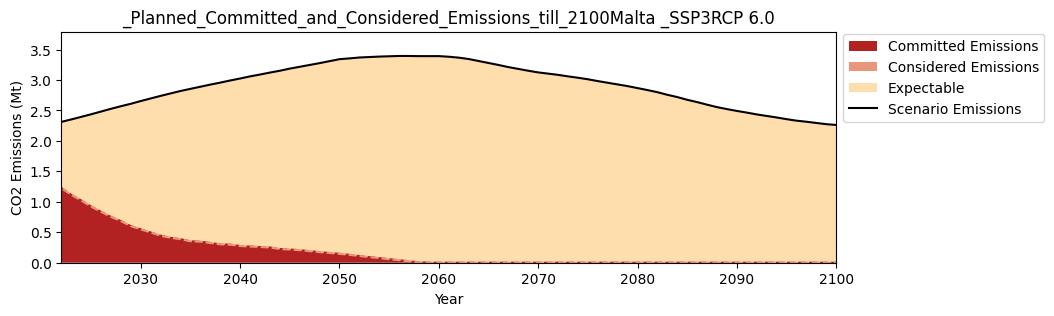 _Planned_Committed_and_Considered_Emissions_till_2100Malta _SSP3RCP 6.0
CO2 Emissions (Mt)
3.5
3.0
2.5
2.0
1.5
1.0
0.5
0.0
2030 2040 2050 2060 2070 2080 2090 2100
Year
Committed Emissions
Considered Emissions
Expectable
Scenario Emissions